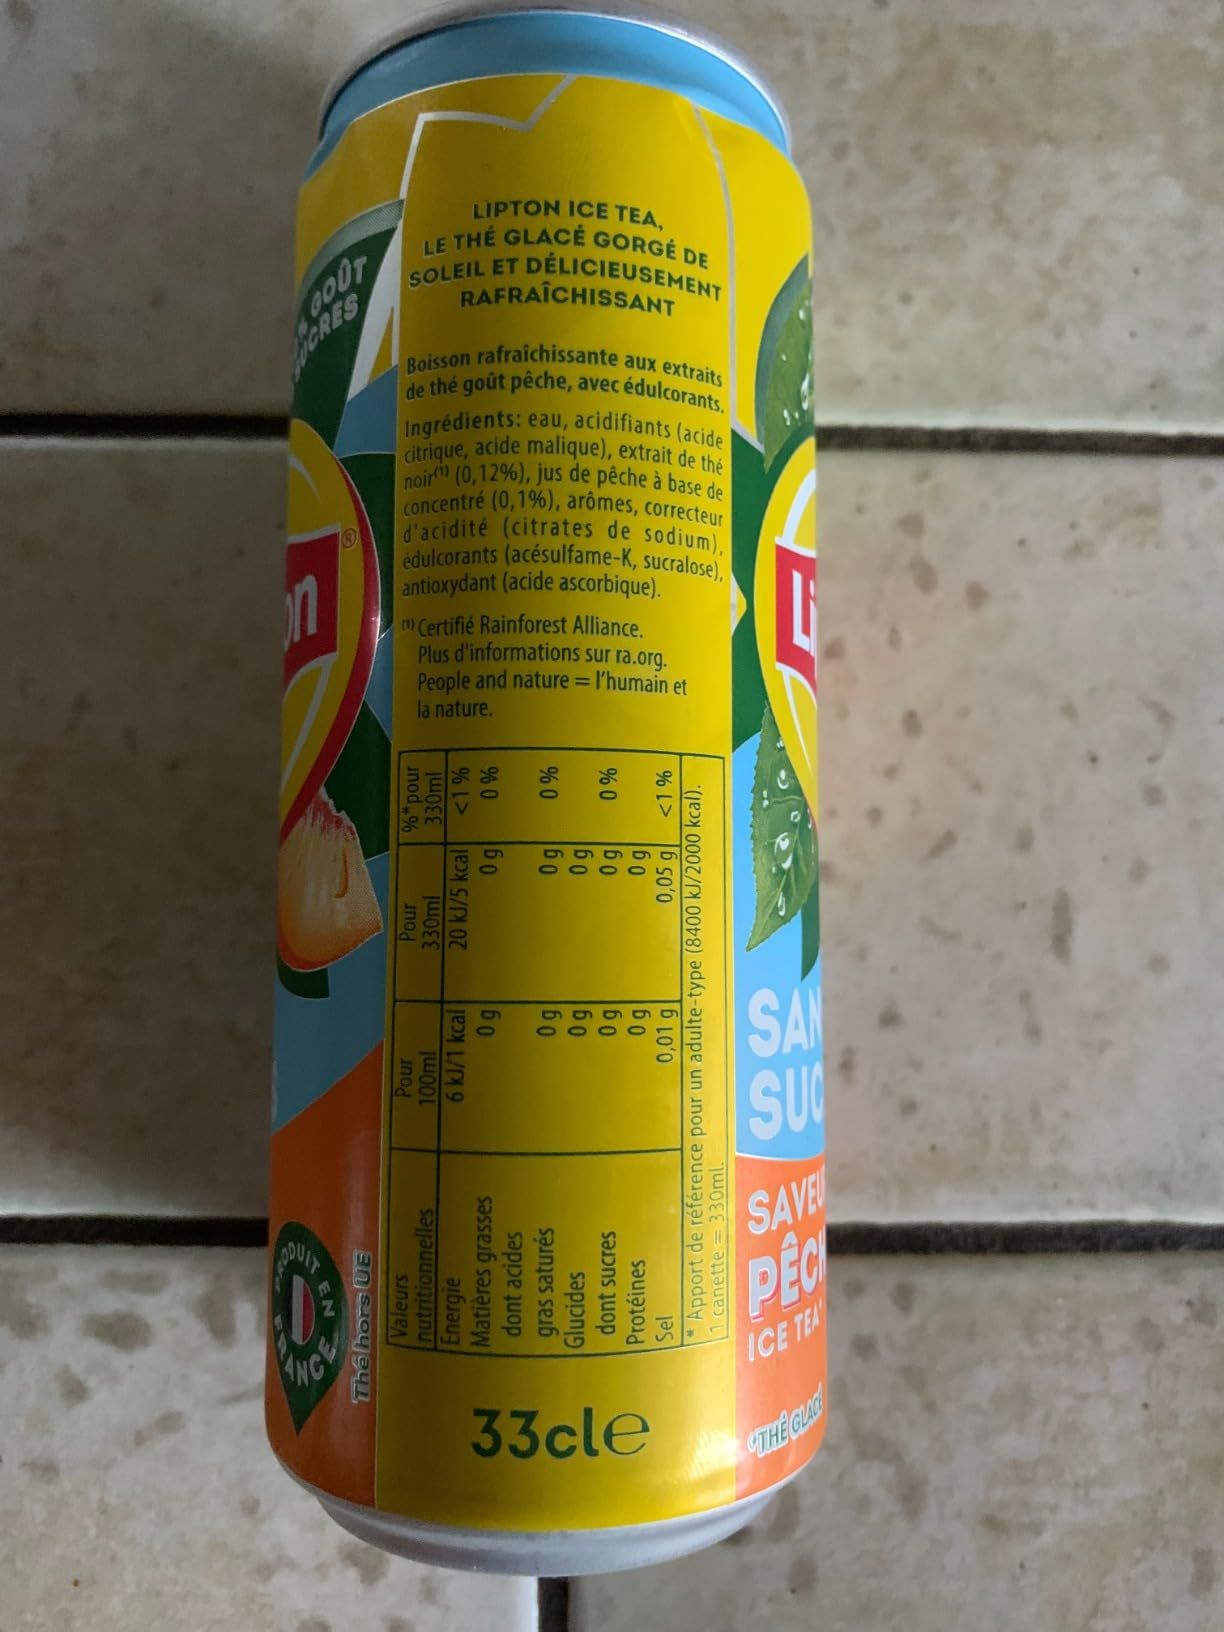 LIPTON ICE TEA,
LE THÉ GLACÉ GORGÉ DE
SOLEIL ET DÉLICIEUSEMENT
RAFRAÎCHISSANT
Boisson rafraîchissante aux extraits
de thé goût pêche, avec édulcorants.
Ingrédients: eau, acidifiants (acide
citrique, acide malique), extrait de thé
noir(1) (0,12%), jus de pêche à base de
concentré (0,1%), arômes, correcteur
d'acidité (citrates de sodium),
édulcorants (acésulfame-K, sucralose),
antioxydant (acide ascorbique).
(1) Certifié Rainforest Alliance.
Plus d'informations sur ra.org.
People and nature = l'humain et
la nature.
Valeurs nutritionnelles Pour 100ml Pour 330ml %*pour 330ml
Energie 6 kJ/1 kcal 20 kJ/5 kcal <1%
Matières grasses 0 g 0 g 0%
dont acides
gras saturés 0 g 0 g 0%
Glucides 0 g 0 g
dont sucres 0 g 0 g 0%
Protéines 0 g 0 g
Sel 0,01 g 0,05 g <1%
* Apport de référence pour un adulte-type (8400 kJ/2000 kcal).
1 canette = 330ml.
33cl e
GOÛT
SUCRES
on ®
PRODUIT EN
FRANCE
Thé hors UE
Li
SAN
SUC
SAVEU
PÊCH
ICE TEA*
*THÉ GLACÉ